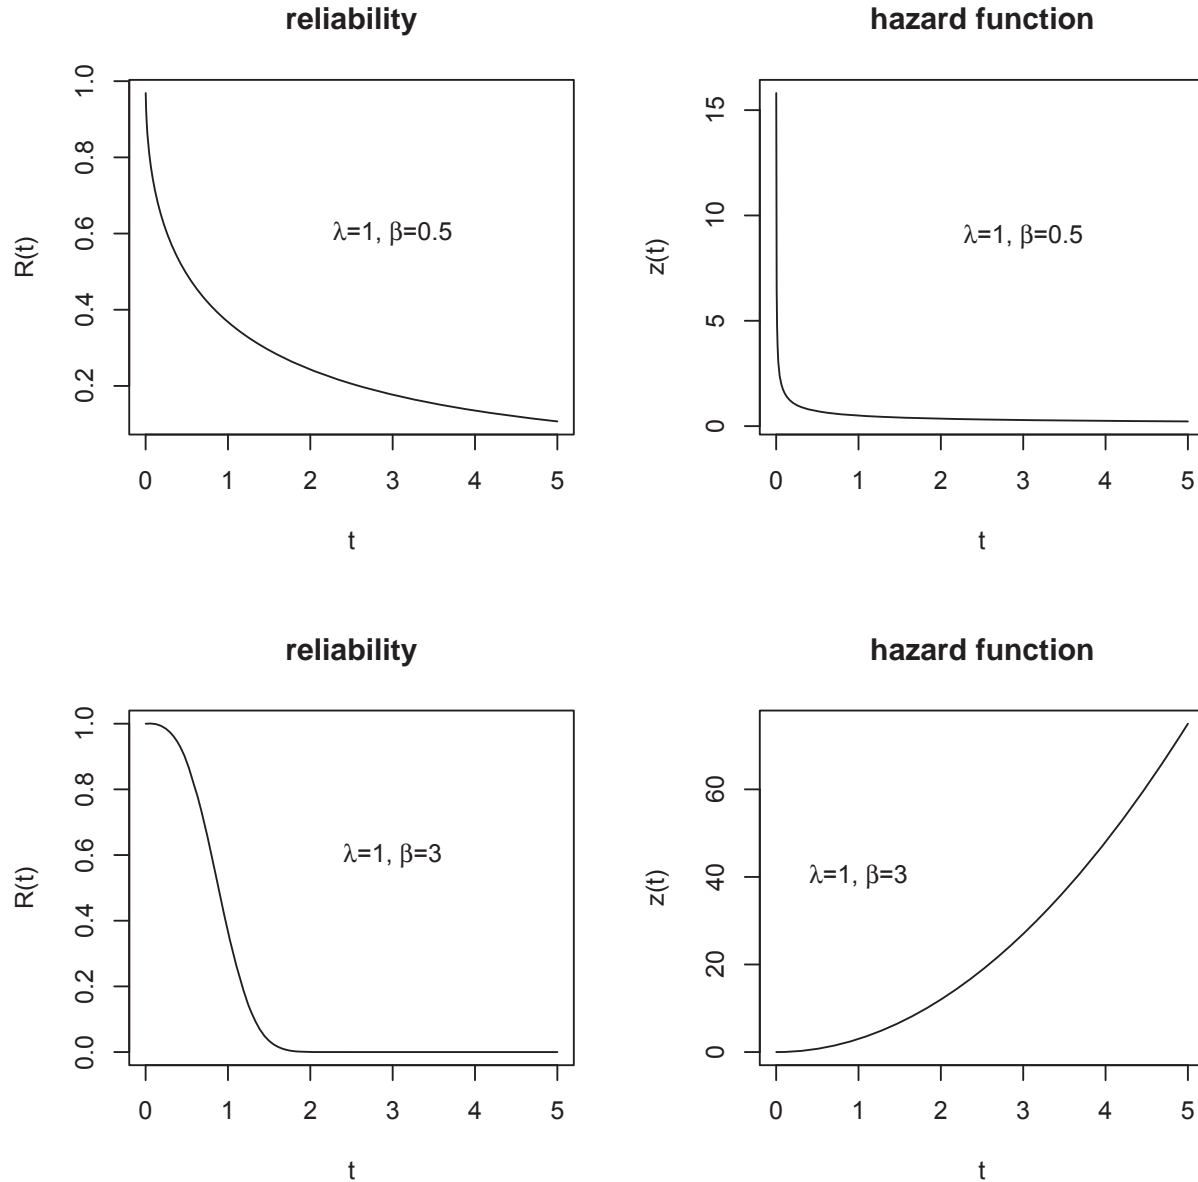 reliability
R(t)
1.0
0.8
0.6
0.4
0.2
λ=1, β=0.5
0 1 2 3 4 5
t
hazard function
z(t)
15
10
5
0
λ=1, β=0.5
0 1 2 3 4 5
t
reliability
R(t)
1.0
0.8
0.6
0.4
0.2
0.0
λ=1, β=3
0 1 2 3 4 5
t
hazard function
z(t)
60
40
20
0
λ=1, β=3
0 1 2 3 4 5
t